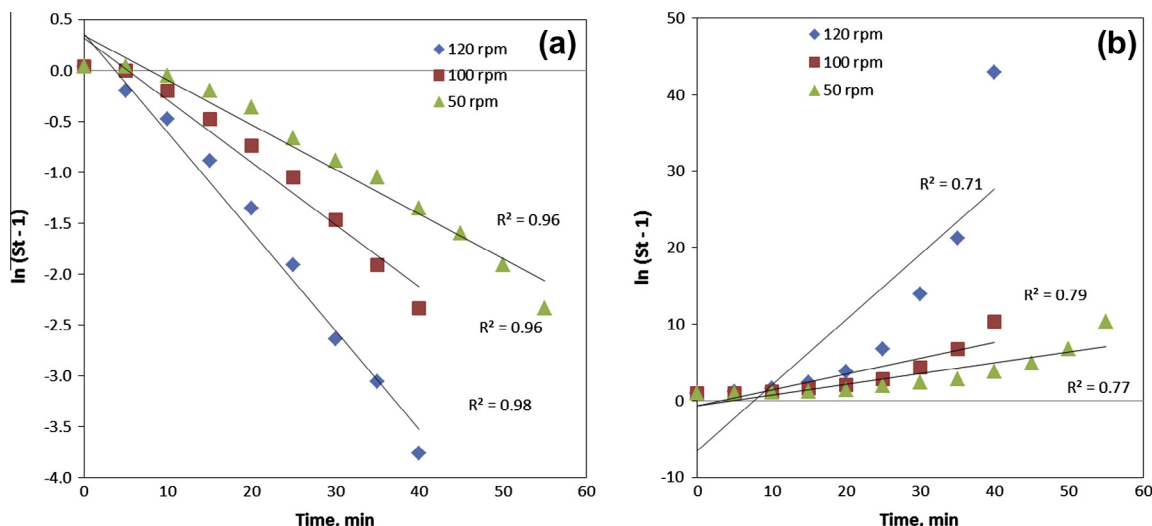 0.5
0.0
-0.5
-1.0
-1.5
-2.0
-2.5
-3.0
-3.5
-4.0
ln (St - 1)
(a)
120 rpm
100 rpm
50 rpm
R² = 0.96
R² = 0.96
R² = 0.98
0 10 20 30 40 50 60
Time, min
50
40
30
20
10
0
-10
ln (St - 1)
(b)
120 rpm
100 rpm
50 rpm
R² = 0.71
R² = 0.79
R² = 0.77
0 10 20 30 40 50 60
Time, min